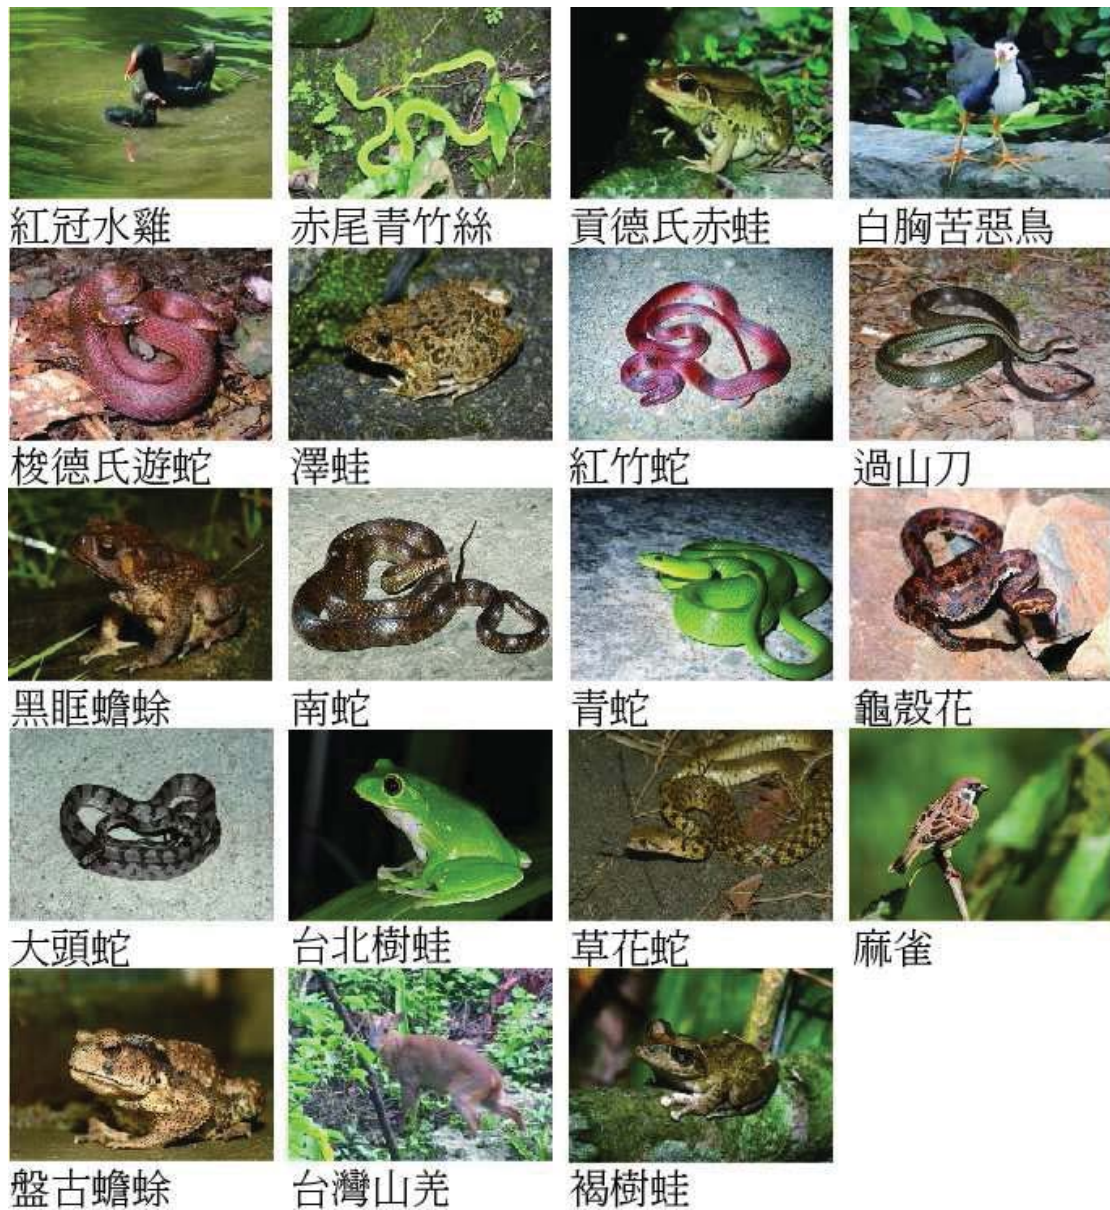 紅冠水雞 赤尾青竹絲 貢德氏赤蛙 白胸苦惡鳥
梭德氏遊蛇 澤蛙 紅竹蛇 過山刀
黑眶蟾蜍 南蛇 青蛇 龜殼花
大頭蛇 台北樹蛙 草花蛇 麻雀
盤古蟾蜍 台灣山羌 褐樹蛙